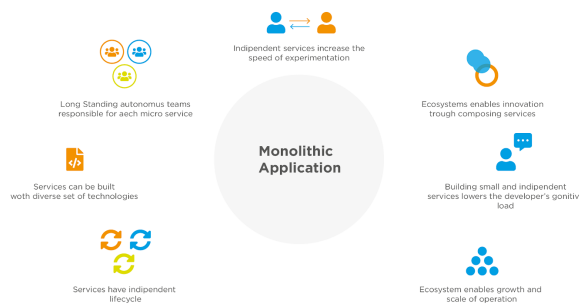 Indipendent services increase the
speed of experimentation
Long Standing autonomus teams
responsible for aech micro service
Ecosystems enables innovation
trough composing services
Monolithic
Application
Services can be built
woth diverse set of technologies
Building small and indipendent
services lowers the developer's gonitiv
load
Services have indipendent
lifecycle
Ecosystem enables growth and
scale of operation